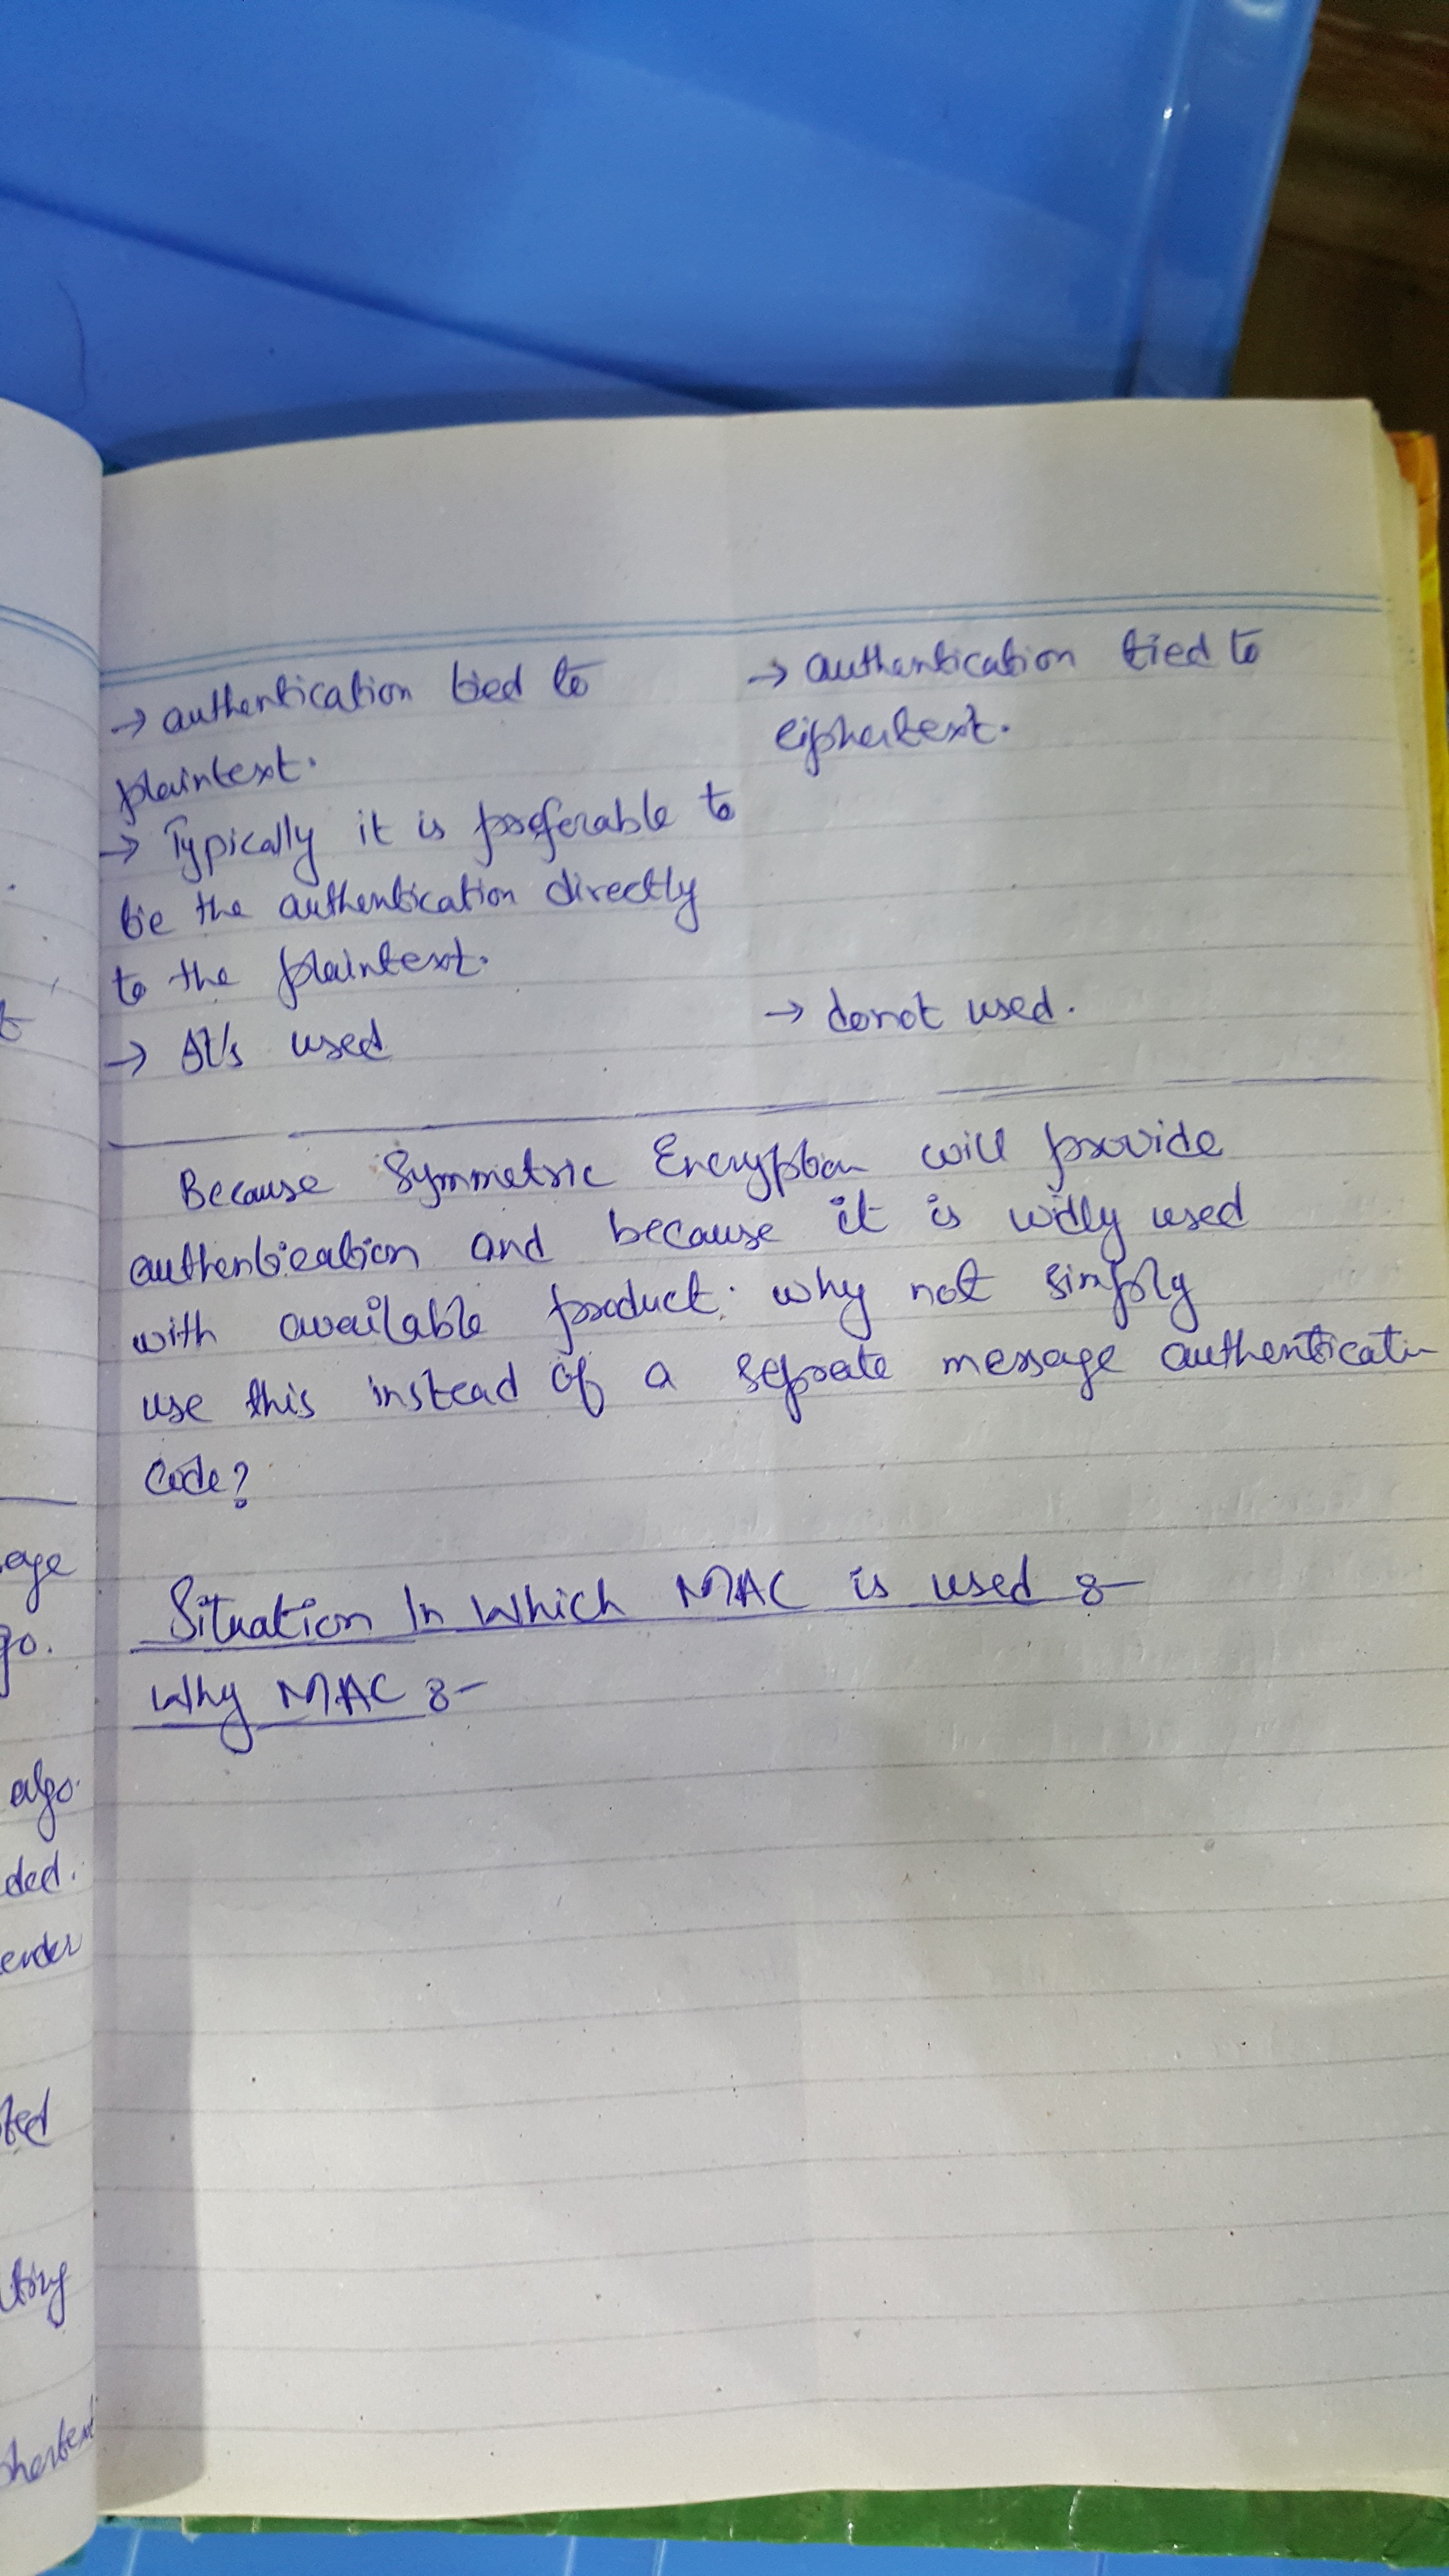 → authentication tied to
plaintext.
→ Typically it is preferable to
tie the authentication directly
to the plaintext.
→ It's used
→ authentication tied to
ciphertext.
→ donot used.
Because Symmetric Encryption will provide
authentication and because it is widly used
with available product. why not simply
use this instead of a seprate message authenticatn
code?
Situation In Which MAC is used :-
Why MAC :-
age
go.
algo.
ded.
ender
ted
ting
hertext